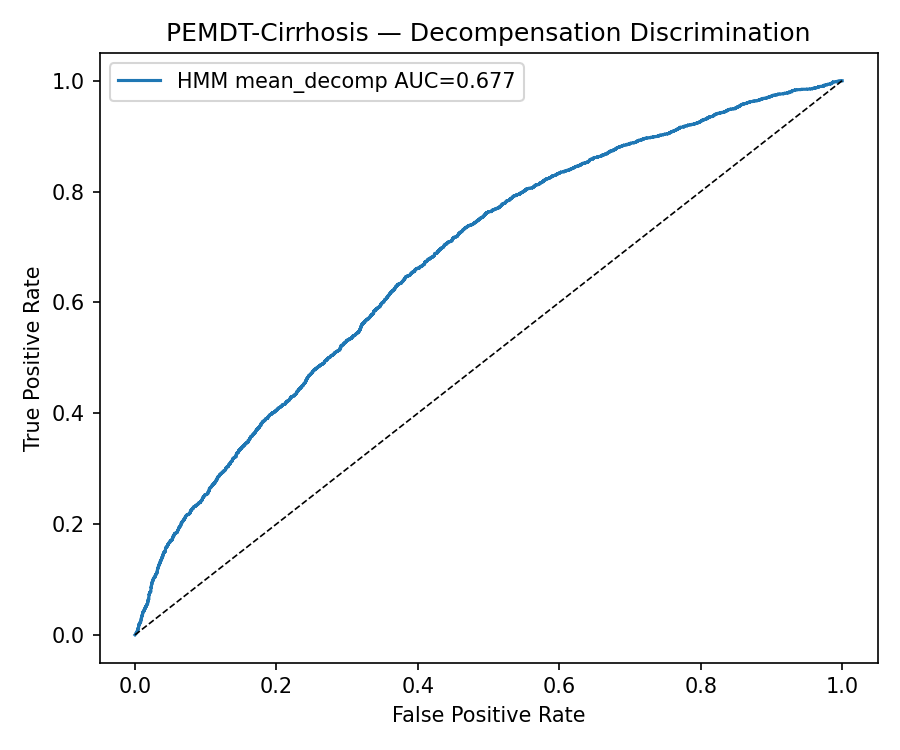 PEMDT-Cirrhosis — Decompensation Discrimination
HMM mean_decomp AUC=0.677
True Positive Rate
1.0
0.8
0.6
0.4
0.2
0.0
0.0 0.2 0.4 0.6 0.8 1.0
False Positive Rate